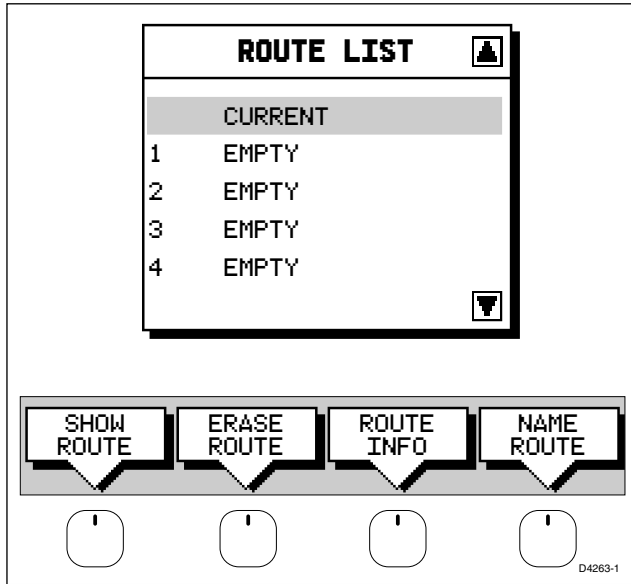 ROUTE LIST
CURRENT
1 EMPTY
2 EMPTY
3 EMPTY
4 EMPTY
SHOW ROUTE
ERASE ROUTE
ROUTE INFO
NAME ROUTE
D4263-1